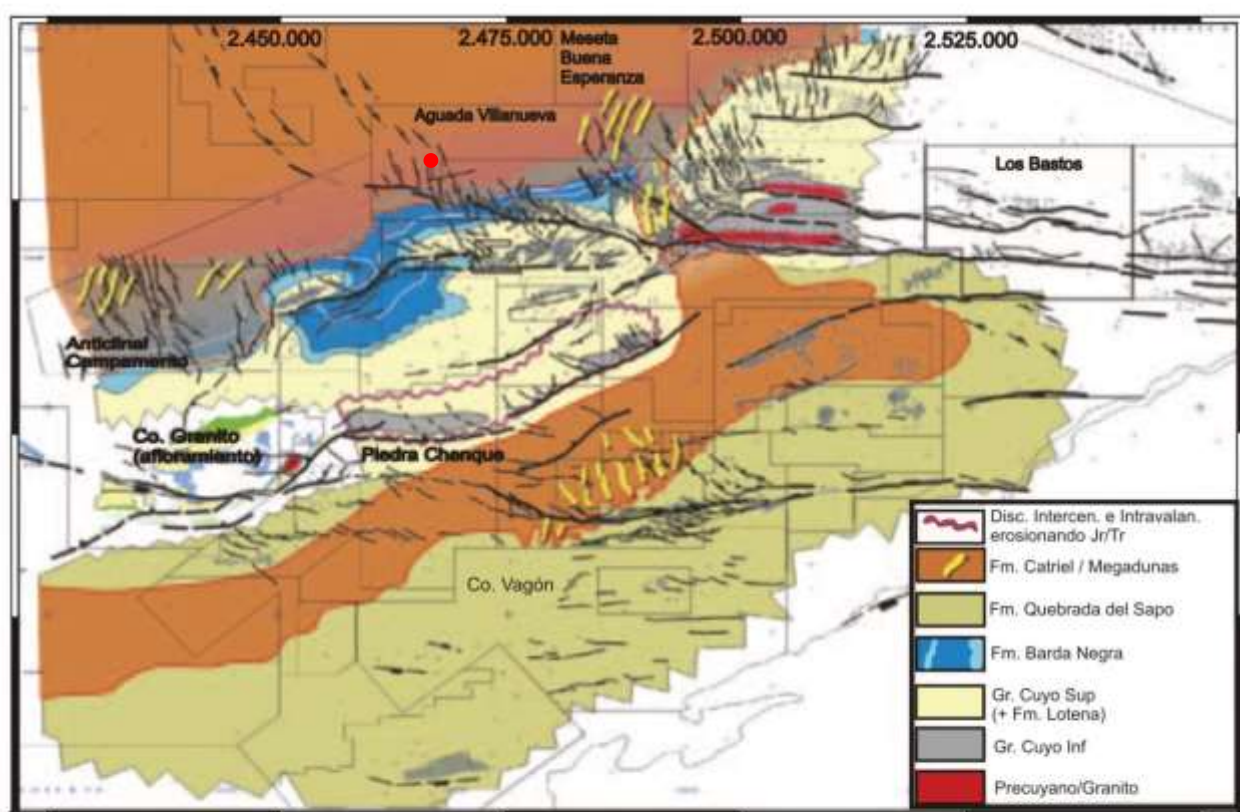 2.450.000
2.475.000
2.500.000
2.525.000
Meseta
Buena
Esperanza
Aguada Villanueva
Los Bastos
Anticlinal
Campamento
Co. Granito
(afloramiento)
Piedra Chenque
Co. Vagón
Disc. Intercen. e Intravalan.
erosionando Jr/Tr
Fm. Catriel / Megadunas
Fm. Quebrada del Sapo
Fm. Barda Negra
Gr. Cuyo Sup
(+ Fm. Lotena)
Gr. Cuyo Inf
Precuyano/Granito